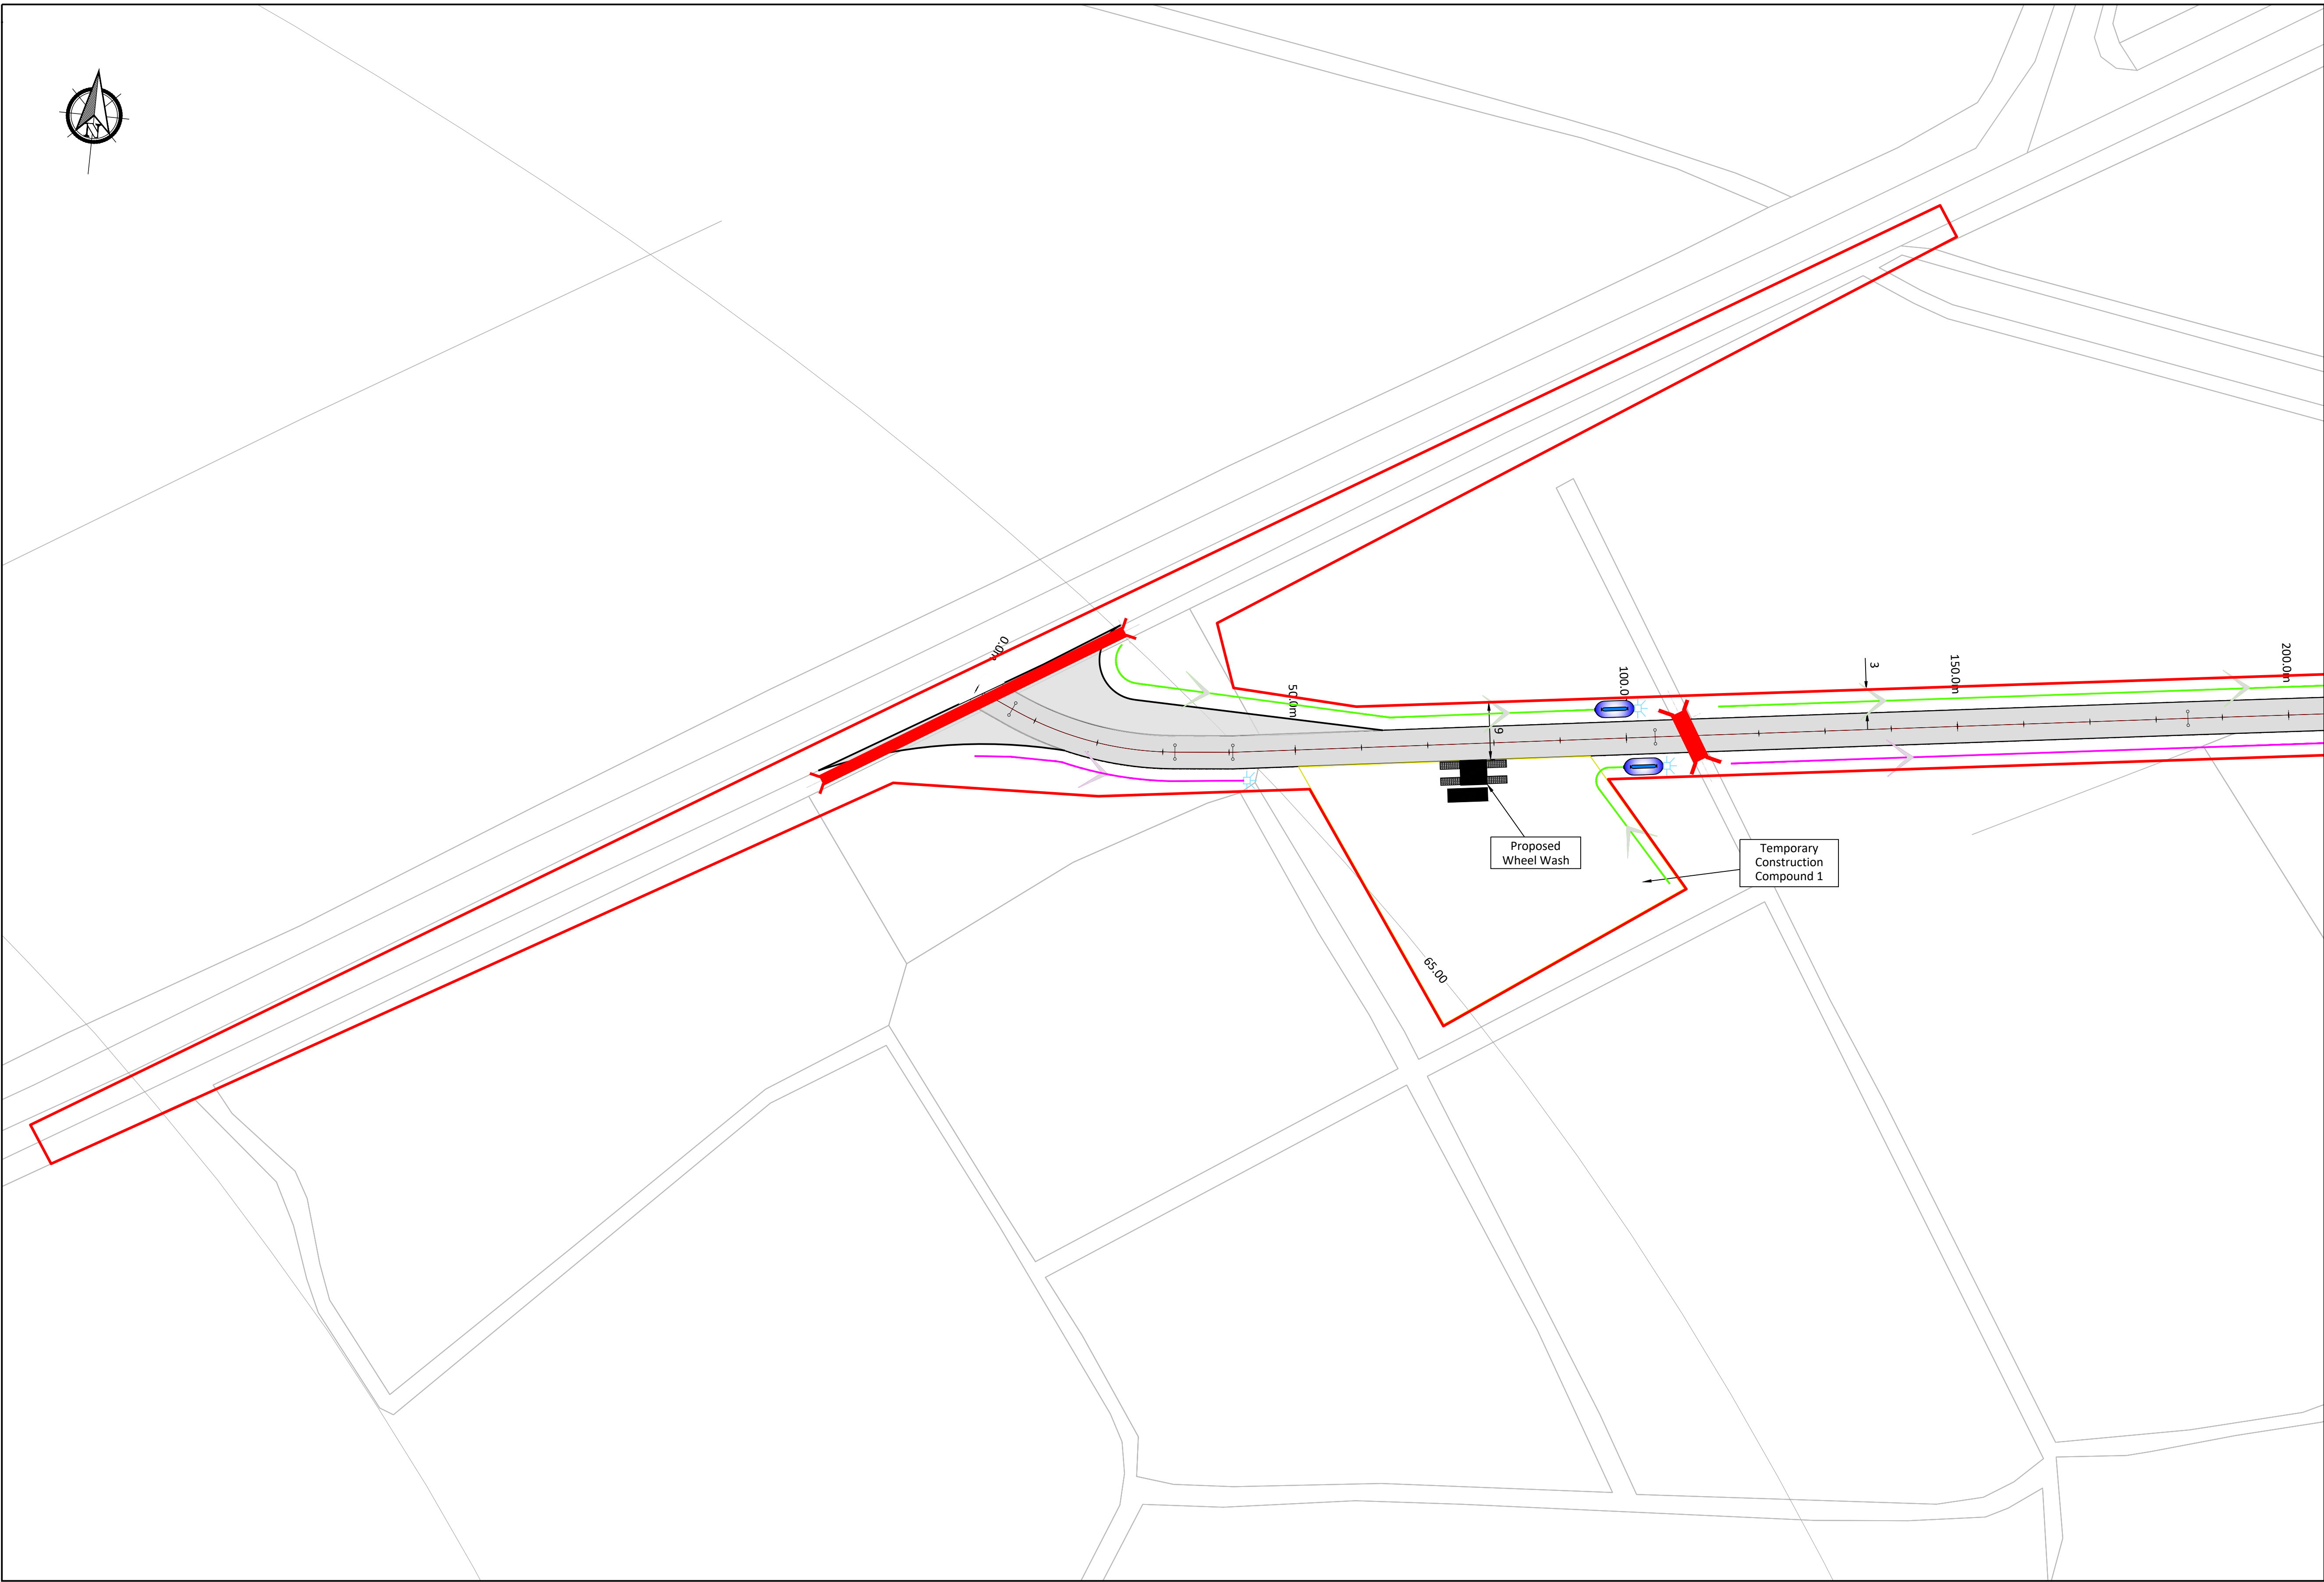 N
0.0m
50.0m
100.0
150.0m
200.0m
3
9
Proposed
Wheel Wash
Temporary
Construction
Compound 1
65.00